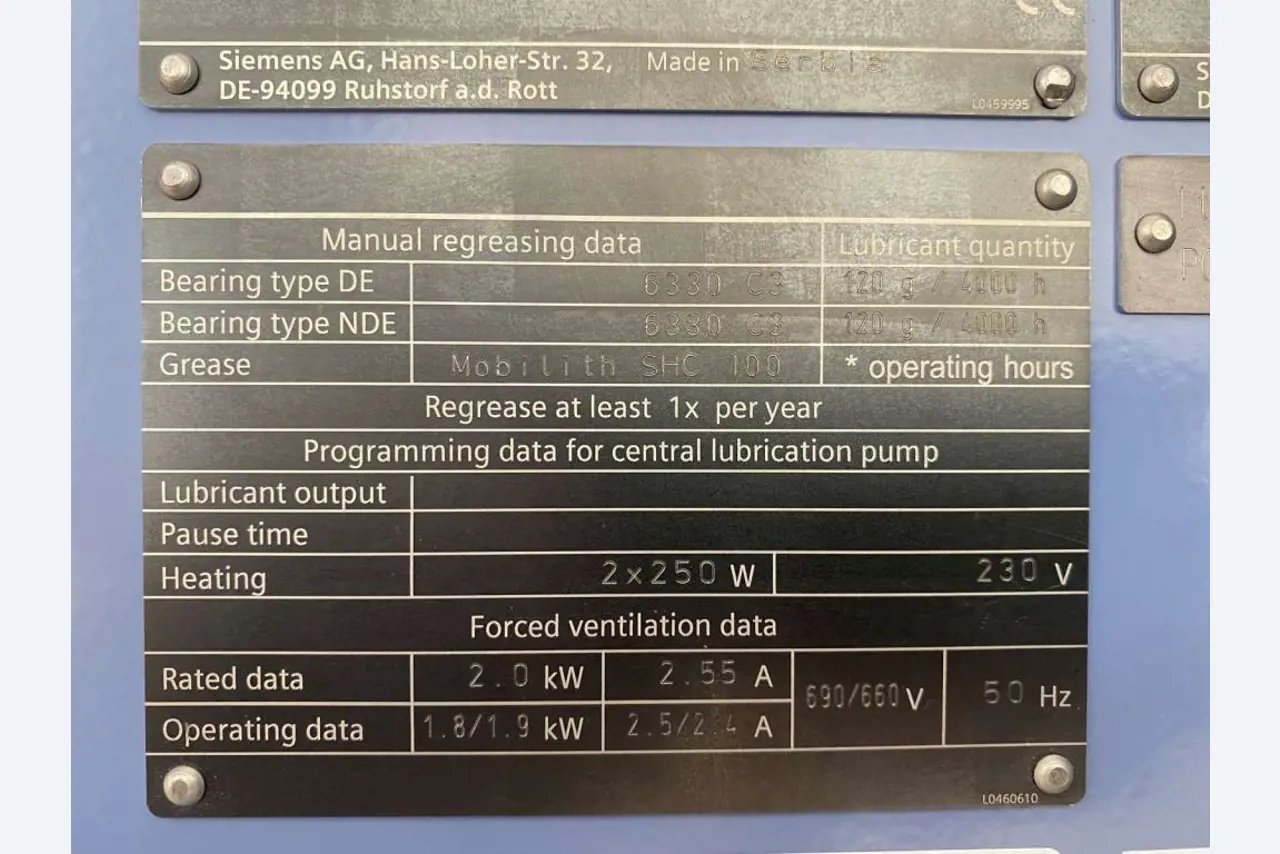 Siemens AG, Hans-Loher-Str. 32, Made in Serbia
DE-94099 Ruhstorf a.d. Rott
L0459995
Manual regreasing data Lubricant quantity
Bearing type DE 6330 C3 120 g / 4000 h
Bearing type NDE 6330 C3 120 g / 4000 h
Grease Mobilith SHC 100 * operating hours
Regrease at least 1x per year
Programming data for central lubrication pump
Lubricant output
Pause time
Heating 2x250 W 230 V
Forced ventilation data
Rated data 2.0 kW 2.55 A 690/660 V 50 Hz
Operating data 1.8/1.9 kW 2.5/2.4 A
L0460610